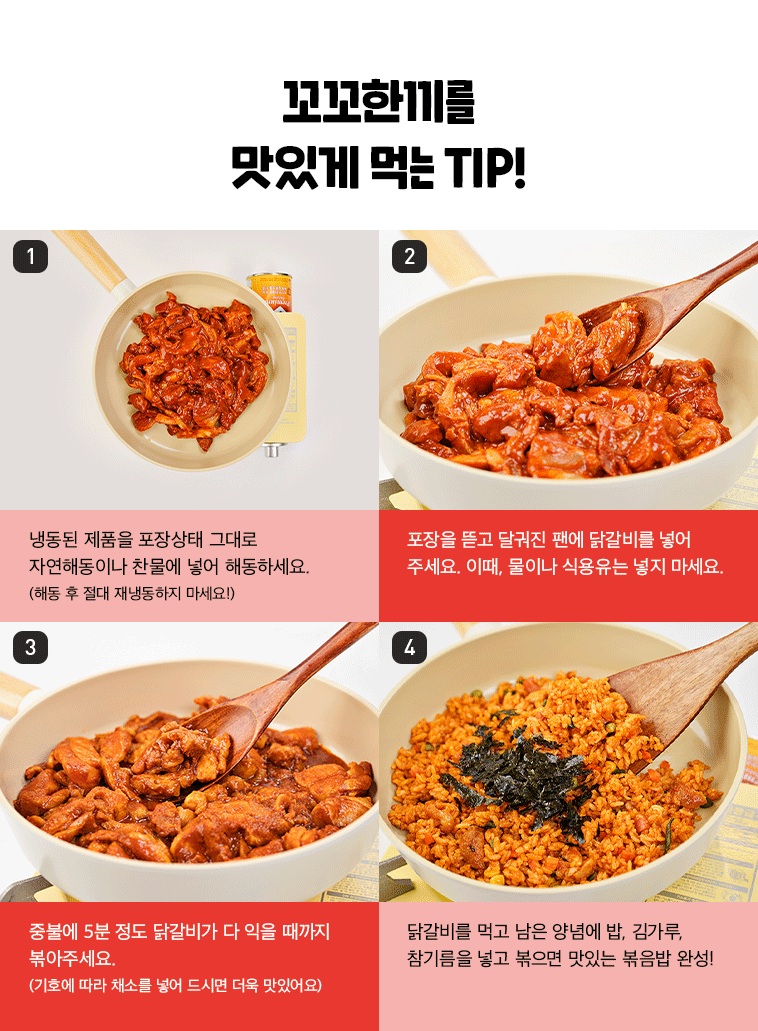 꼬꼬한끼를
맛있게 먹는 TIP!
1
2
냉동된 제품을 포장상태 그대로
자연해동이나 찬물에 넣어 해동하세요.
(해동 후 절대 재냉동하지 마세요!)
포장을 뜯고 달궈진 팬에 닭갈비를 넣어
주세요. 이때, 물이나 식용유는 넣지 마세요.
3
4
중불에 5분 정도 닭갈비가 다 익을 때까지
볶아주세요.
(기호에 따라 채소를 넣어 드시면 더욱 맛있어요)
닭갈비를 먹고 남은 양념에 밥, 김가루,
참기름을 넣고 볶으면 맛있는 볶음밥 완성!